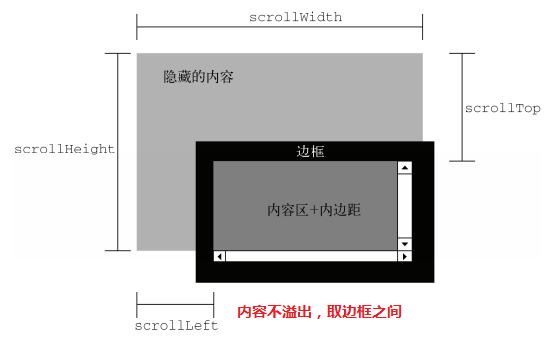 scrollWidth
隐藏的内容
scrollTop
scrollHeight
边框
内容区+内边距
内容不溢出，取边框之间
scrollLeft